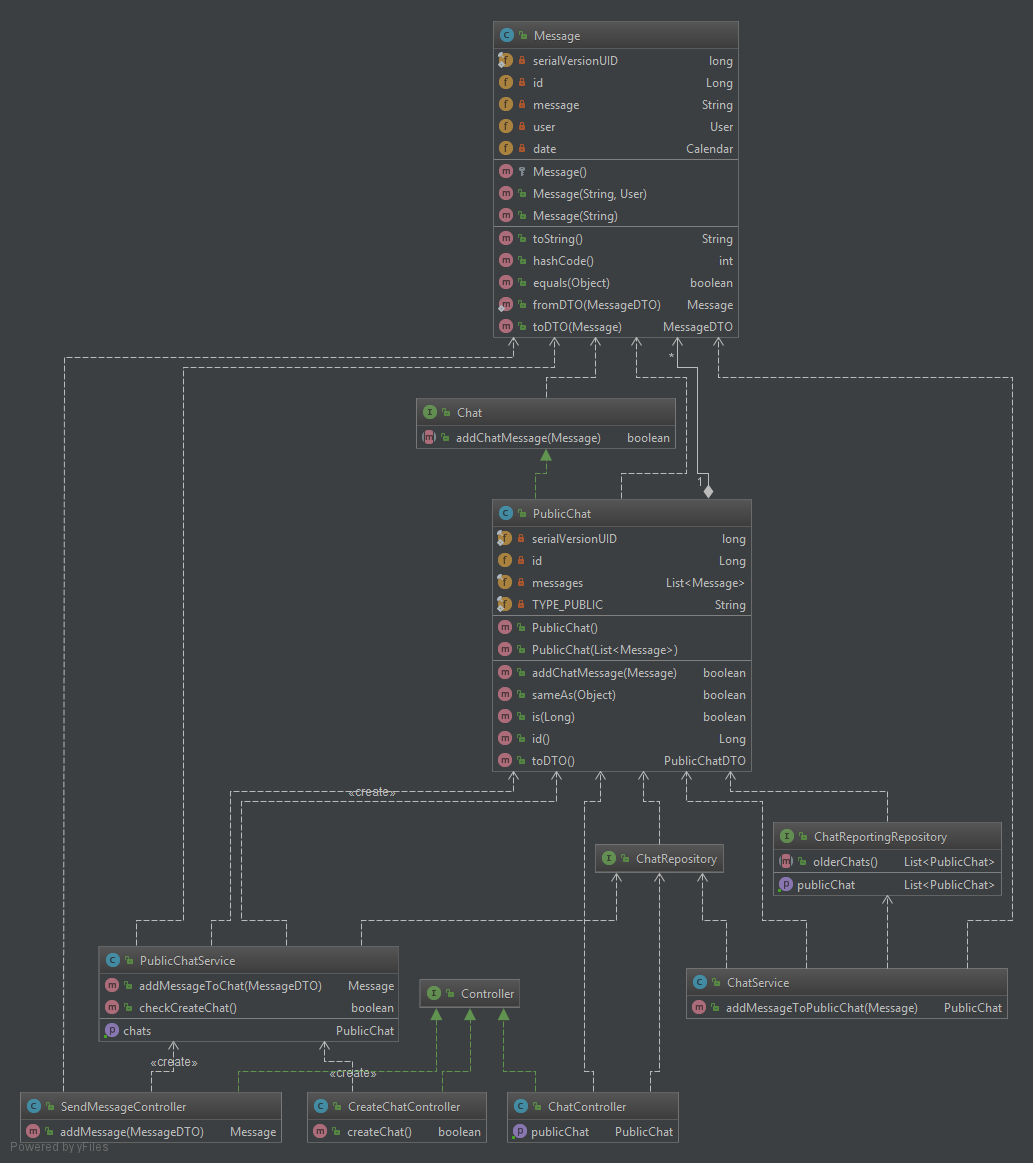 Message
serialVersionUID long
id Long
message String
user User
date Calendar
Message()
Message(String, User)
Message(String)
toString() String
hashCode() int
equals(Object) boolean
fromDTO(MessageDTO) Message
toDTO(Message) MessageDTO
*
Chat
addChatMessage(Message) boolean
1
PublicChat
serialVersionUID long
id Long
messages List<Message>
TYPE_PUBLIC String
PublicChat()
PublicChat(List<Message>)
addChatMessage(Message) boolean
sameAs(Object) boolean
is(Long) boolean
id() Long
toDTO() PublicChatDTO
«create»
ChatReportingRepository
olderChats() List<PublicChat>
publicChat List<PublicChat>
ChatRepository
PublicChatService
addMessageToChat(MessageDTO) Message
checkCreateChat() boolean
chats PublicChat
Controller
ChatService
addMessageToPublicChat(Message) PublicChat
«create»
«create»
SendMessageController
addMessage(MessageDTO) Message
CreateChatController
createChat() boolean
ChatController
publicChat PublicChat
Powered by yFiles